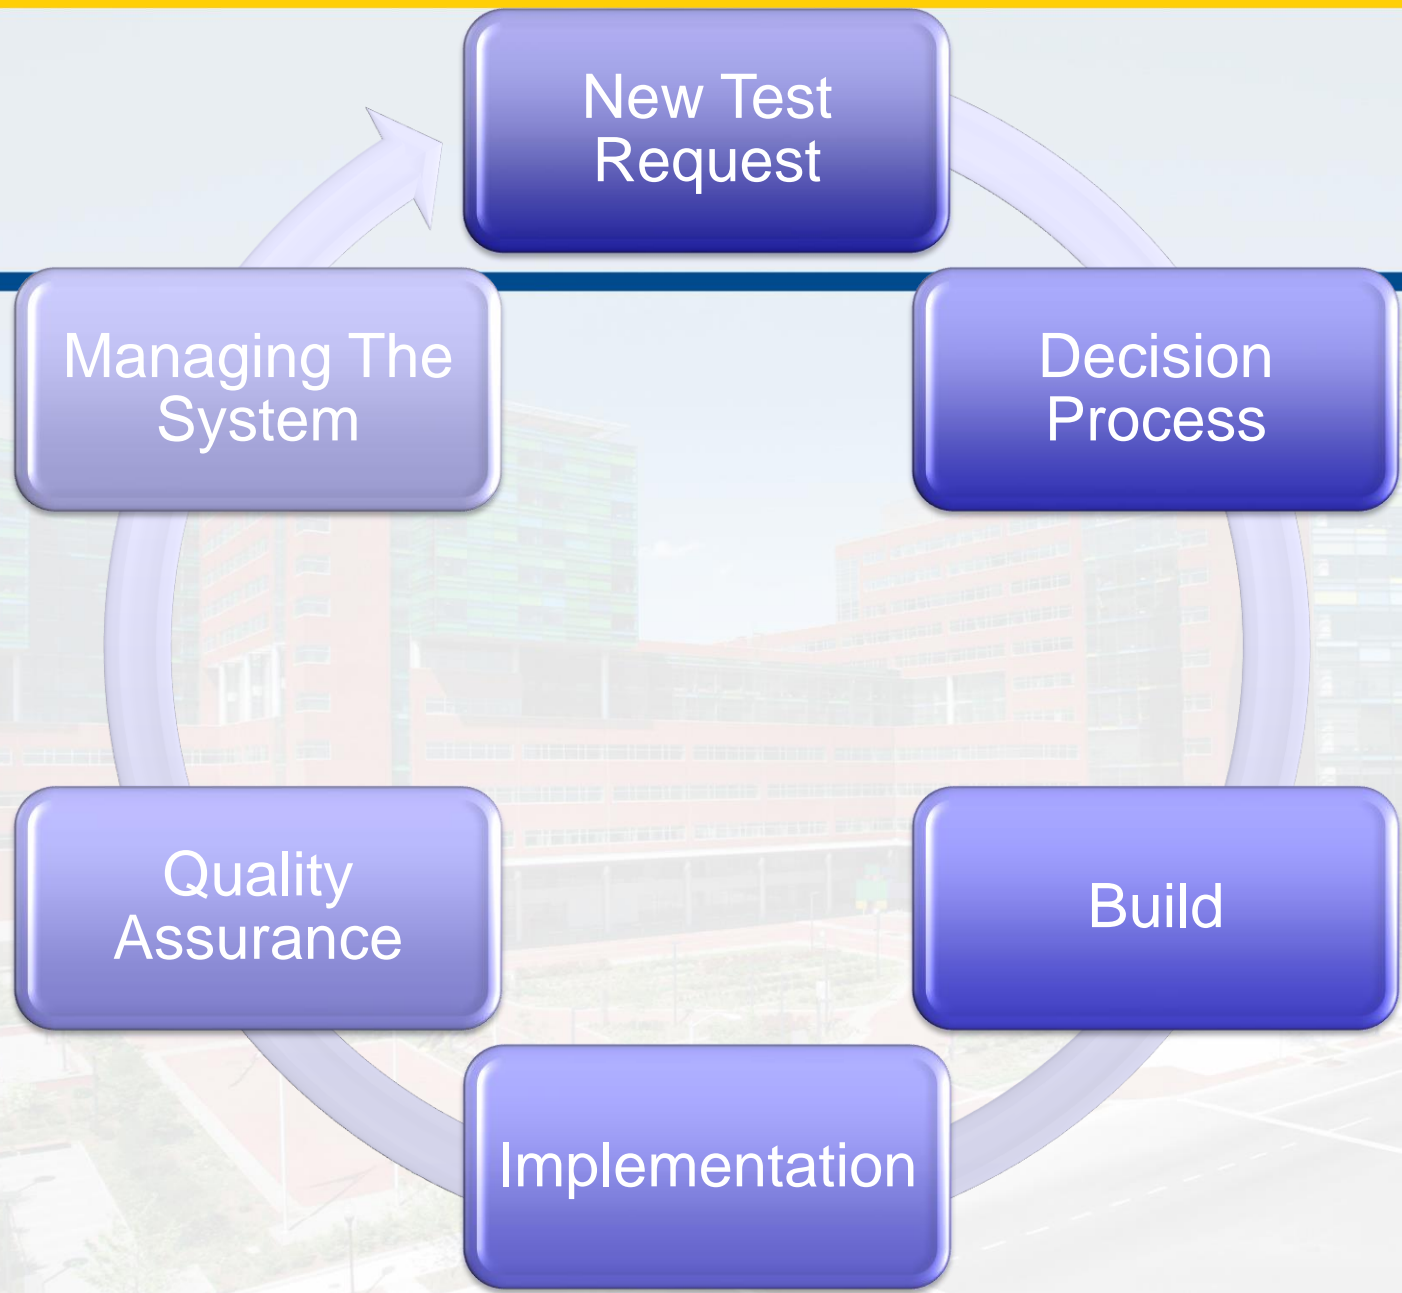 New Test
Request
Decision
Process
Build
Implementation
Quality
Assurance
Managing The
System